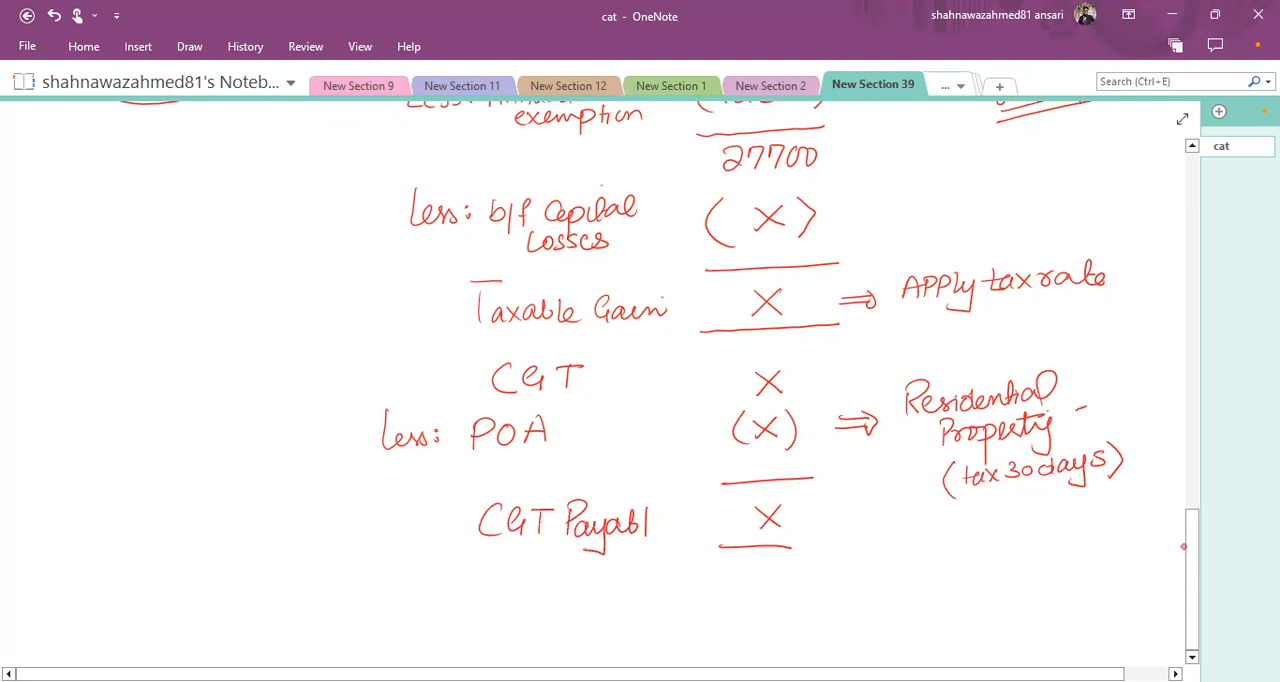 cat - OneNote
shahnawazahmed81 ansari
File Home Insert Draw History Review View Help
shahnawazahmed81's Noteb...
New Section 9 New Section 11 New Section 12 New Section 1 New Section 2 New Section 39 ...
Search (Ctrl+E)
cat
exemption
27700
Less: b/f Capital (X)
Losses
Taxable Gain X ⇒ APPly tax rate
CGT X
Less: POA (X) ⇒ Residential
Property
(tax 30 days)
CGT Payabl X